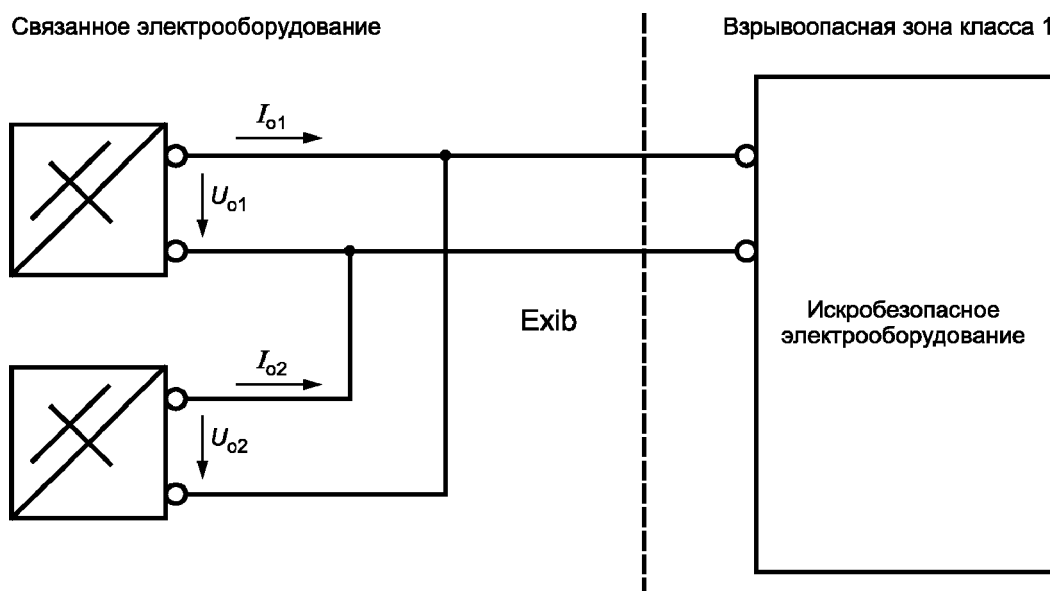 Связанное электрооборудование
Взрывоопасная зона класса 1
Io1
Uo1
Exib
Искробезопасное
электрооборудование
Io2
Uo2